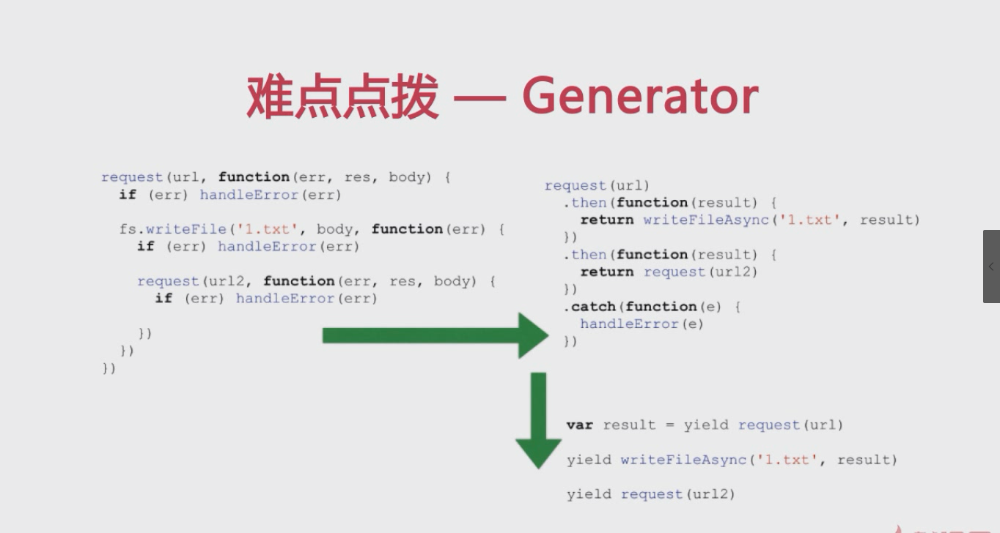 难点点拨 — Generator
request(url, function(err, res, body) {
if (err) handleError(err)
fs.writeFile('1.txt', body, function(err) {
if (err) handleError(err)
request(url2, function(err, res, body) {
if (err) handleError(err)
})
})
})
request(url)
.then(function(result) {
return writeFileAsync('1.txt', result)
})
.then(function(result) {
return request(url2)
})
.catch(function(e) {
handleError(e)
})
var result = yield request(url)
yield writeFileAsync('1.txt', result)
yield request(url2)